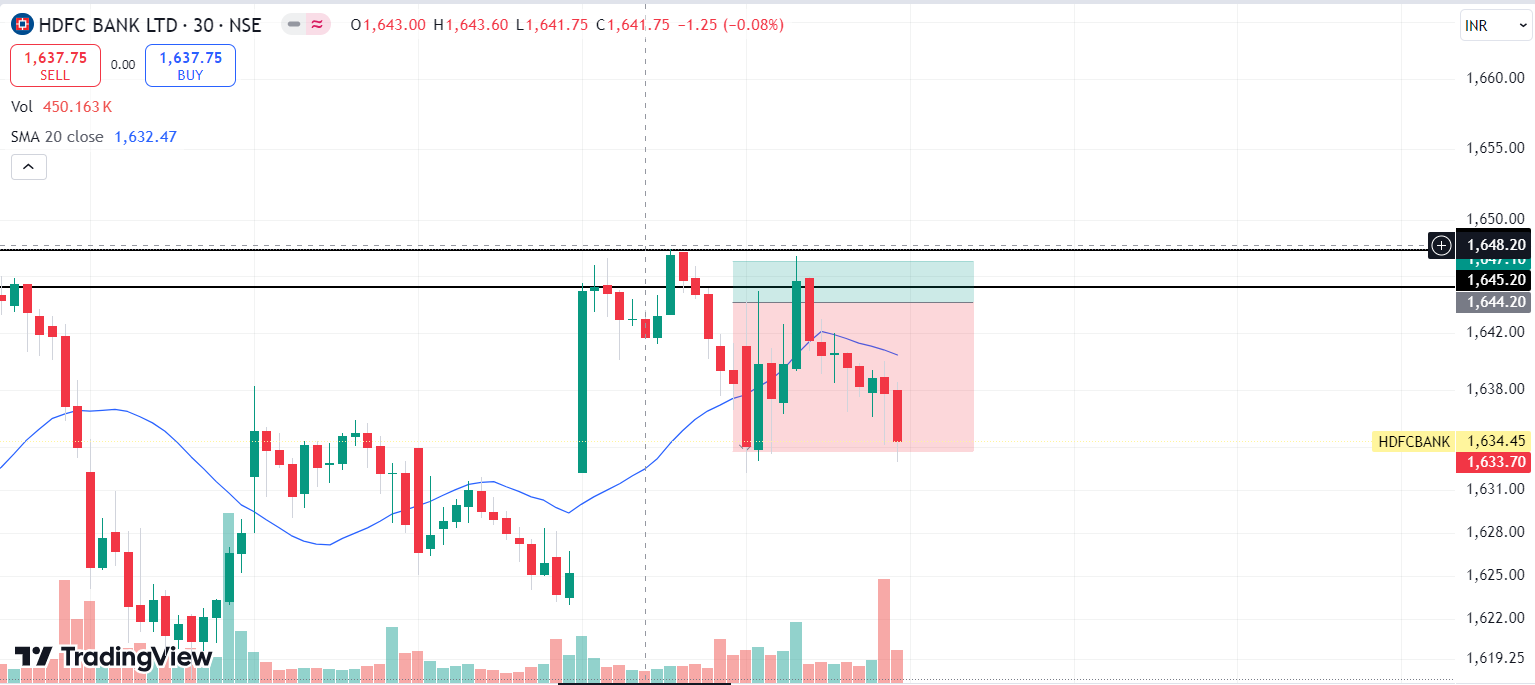 HDFC BANK LTD · 30 · NSE O1,643.00 H1,643.60 L1,641.75 C1,641.75 −1.25 (−0.08%)
INR
1,637.75
SELL
0.00
1,637.75
BUY
Vol 450.163 K
SMA 20 close 1,632.47
1,660.00
1,655.00
1,650.00
1,648.20
1,645.20
1,644.20
1,642.00
1,638.00
HDFCBANK 1,634.45
1,633.70
1,631.00
1,628.00
1,625.00
1,622.00
1,619.25
TradingView